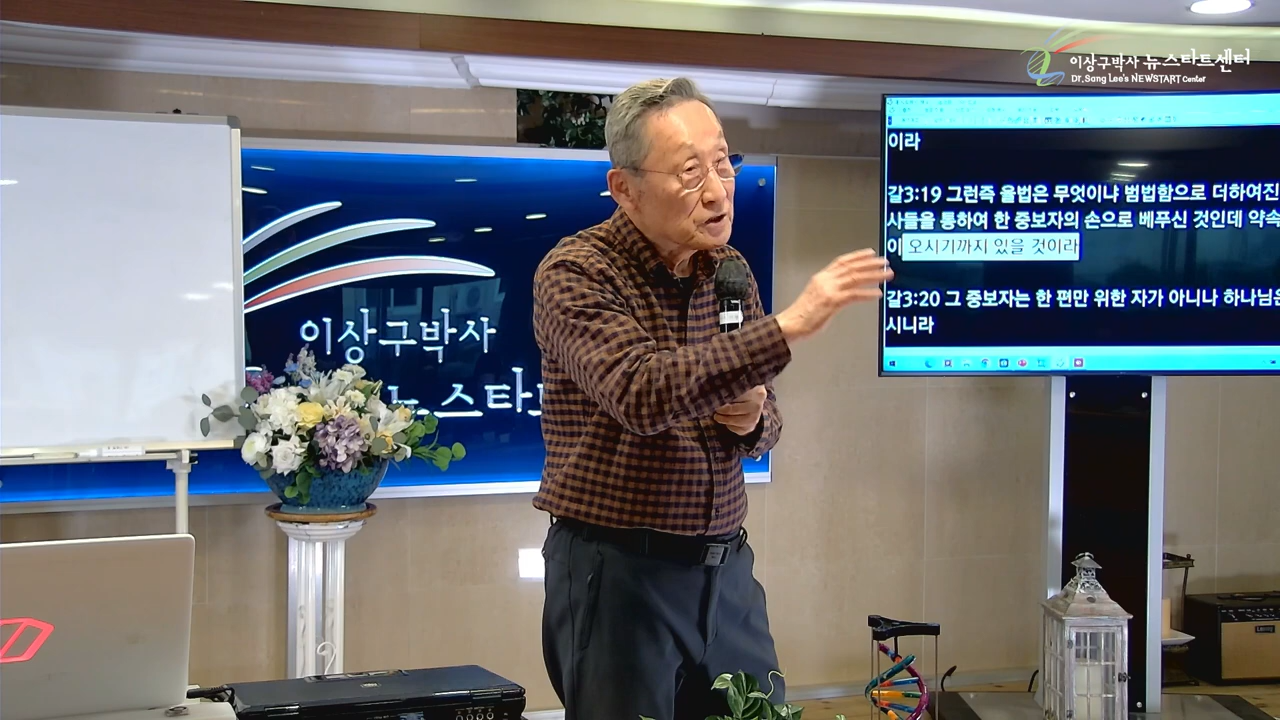 이상구박사 뉴스타트센터
Dr. Sang Lee's NEWSTART Center
이라
갈3:19 그런즉 율법은 무엇이냐 범법함으로 더하여진
사들을 통하여 한 중보자의 손으로 베푸신 것인데 약속
이 오시기까지 있을 것이라
갈3:20 그 중보자는 한 편만 위한 자가 아니나 하나님은
시니라
이상구박사
뉴스타트
Laney